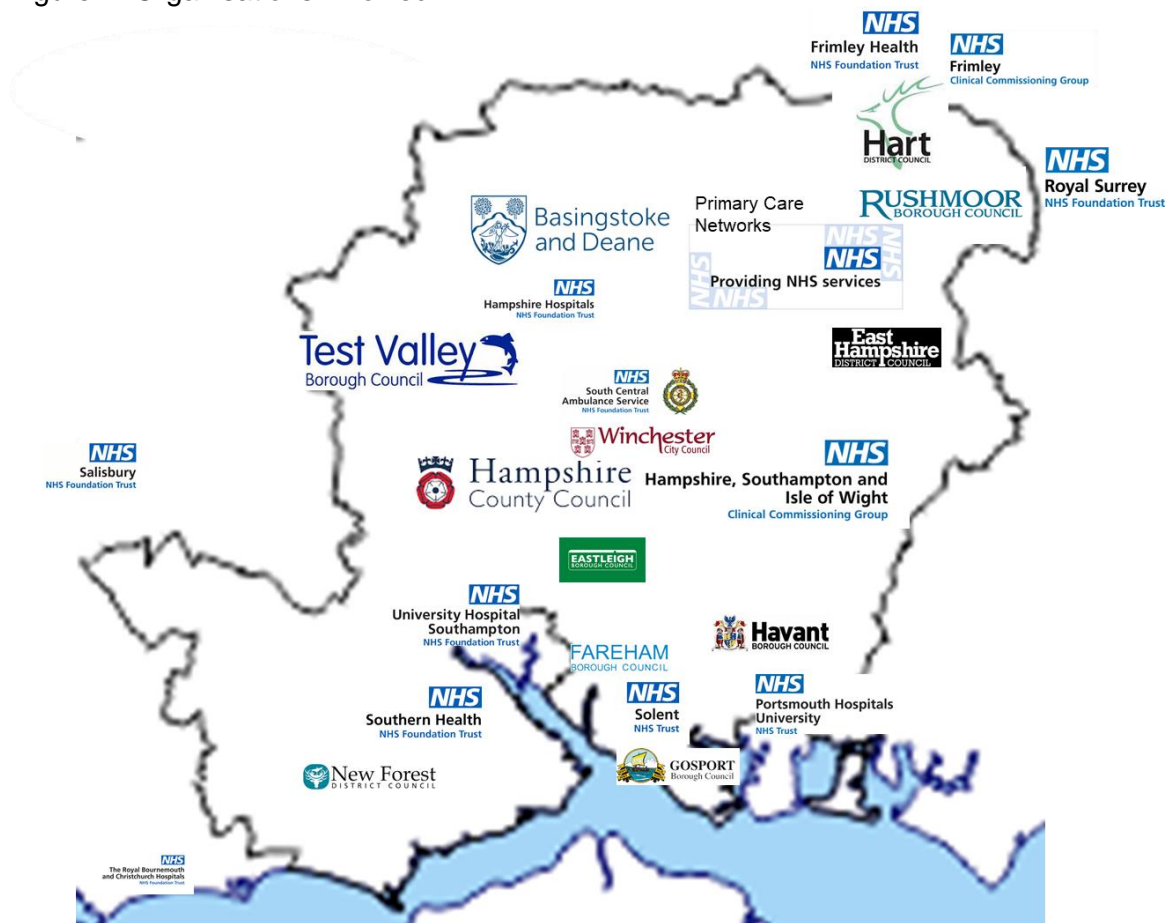 NHS
Frimley Health
NHS Foundation Trust
NHS
Frimley
Clinical Commissioning Group
Hart
DISTRICT COUNCIL
NHS
Royal Surrey
NHS Foundation Trust
RUSHMOOR
BOROUGH COUNCIL
Basingstoke
and Deane
Primary Care
Networks
NHS
NHS
NHS
Providing NHS services
NHS
NHS
NHS
Hampshire Hospitals
NHS Foundation Trust
Test Valley
Borough Council
East
Hampshire
DISTRICT COUNCIL
NHS
South Central
Ambulance Service
NHS Foundation Trust
Winchester
City Council
NHS
Salisbury
NHS Foundation Trust
Hampshire
County Council
NHS
Hampshire, Southampton and
Isle of Wight
Clinical Commissioning Group
EASTLEIGH
BOROUGH COUNCIL
NHS
University Hospital
Southampton
NHS Foundation Trust
Havant
BOROUGH COUNCIL
FAREHAM
BOROUGH COUNCIL
NHS
Southern Health
NHS Foundation Trust
NHS
Solent
NHS Trust
NHS
Portsmouth Hospitals
University
NHS Trust
New Forest
DISTRICT COUNCIL
GOSPORT
Borough Council
NHS
The Royal Bournemouth
and Christchurch Hospitals
NHS Foundation Trust